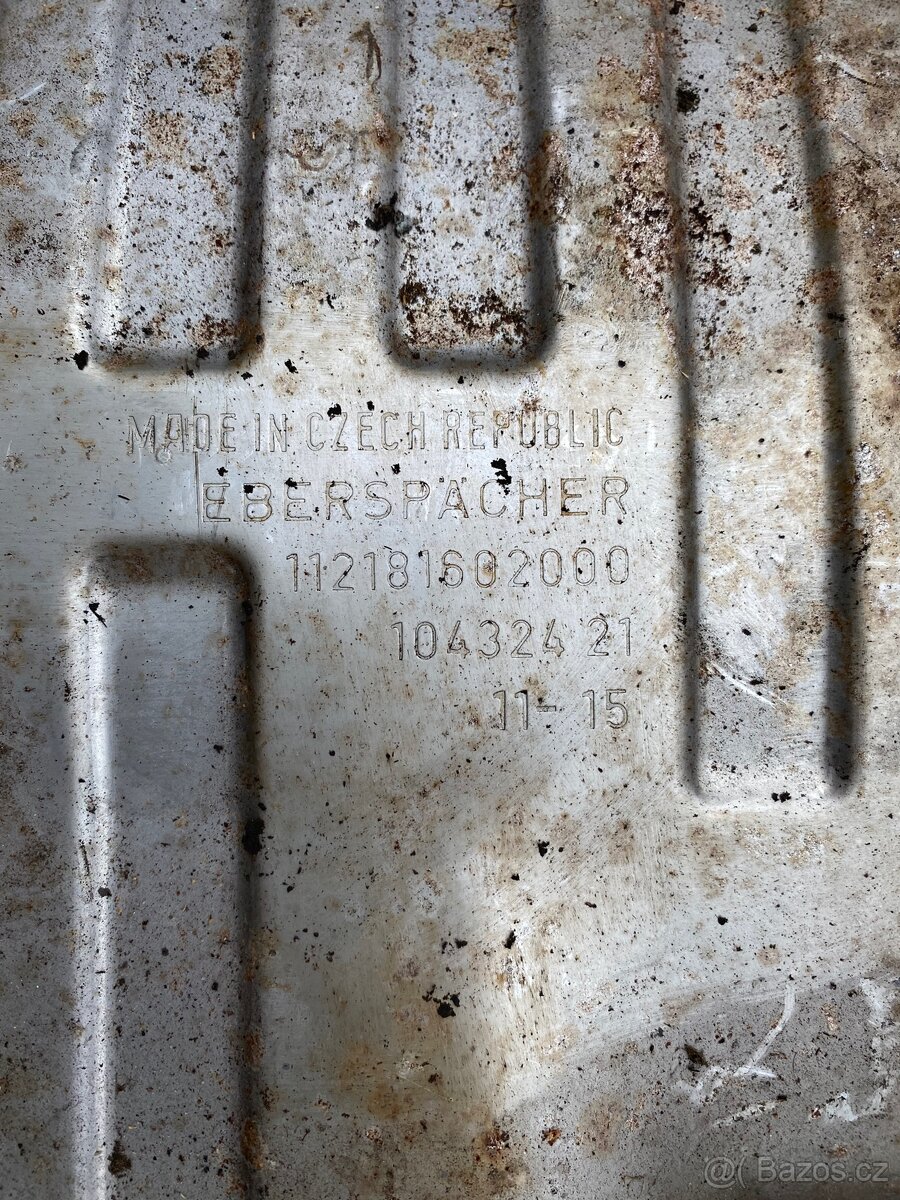 MADE IN CZECH REPUBLIC
EBERSPÄCHER
112181602000
104324 21
11- 15
@( Bazos.cz